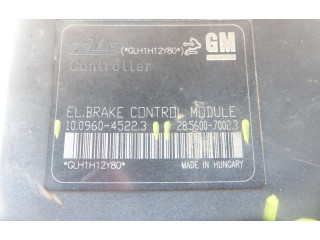 ATE (*GLH1H12Y80*) GM
Controller
EL.BRAKE CONTROL MODULE
10.0960-4522.3 28.5600-7002.3
*GLH1H12Y80* MADE IN HUNGARY